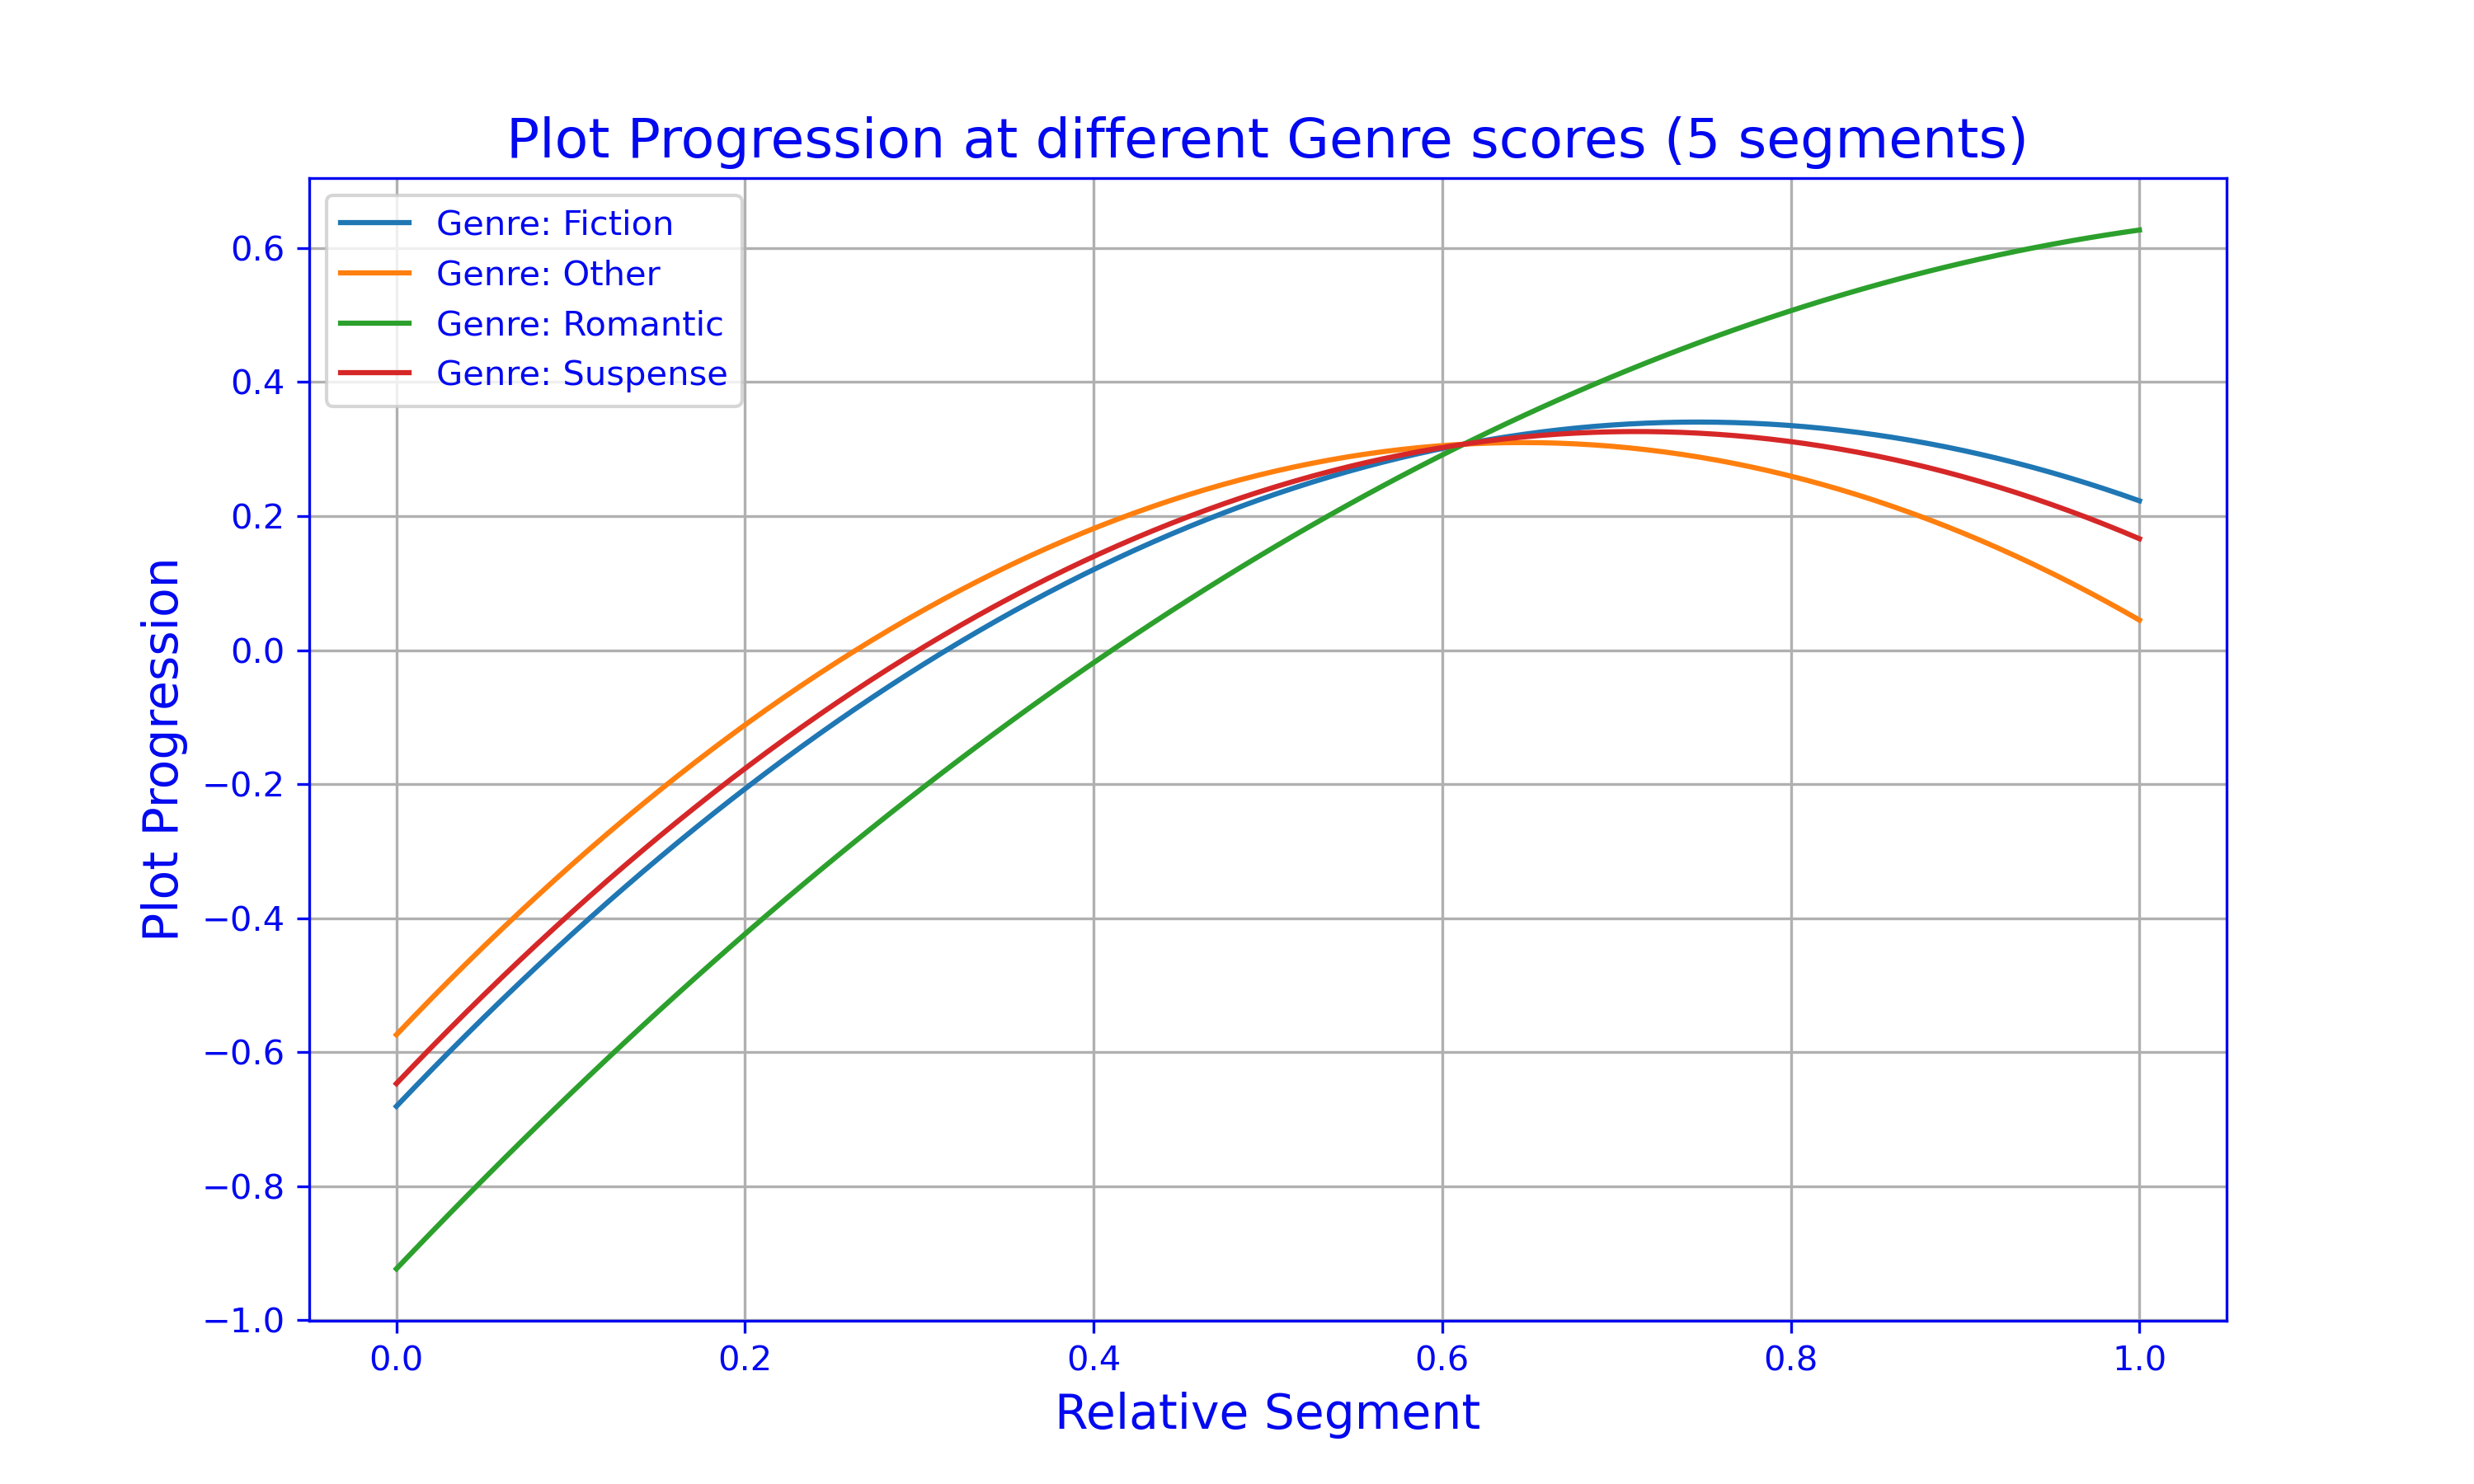 Plot Progression at different Genre scores (5 segments)
Genre: Fiction
Genre: Other
Genre: Romantic
Genre: Suspense
Plot Progression
0.6
0.4
0.2
0.0
−0.2
−0.4
−0.6
−0.8
−1.0
0.0 0.2 0.4 0.6 0.8 1.0
Relative Segment